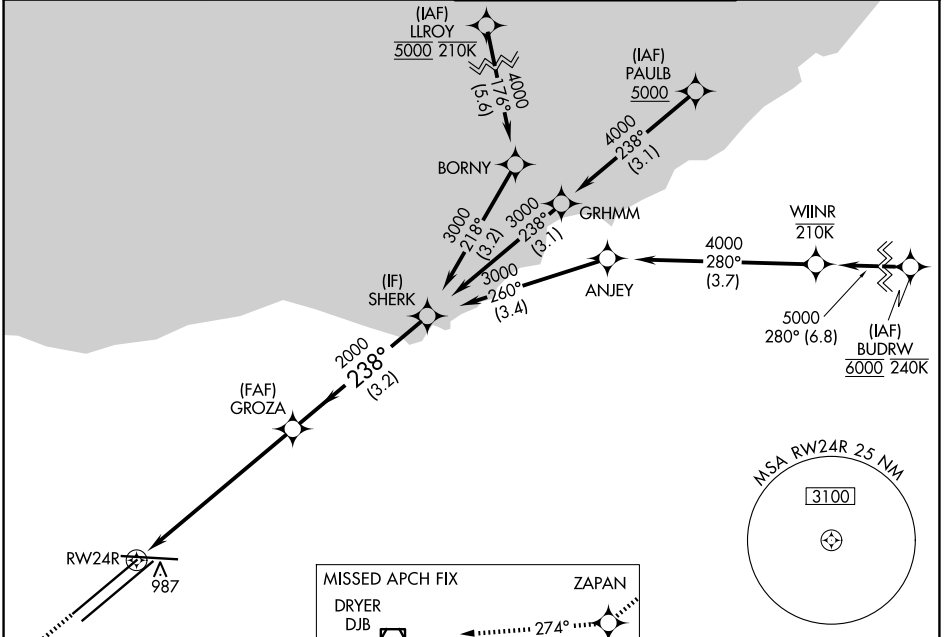 (IAF)
LLROY
5000 210K
4000
176°
(5.6)
(IAF)
PAULB
5000
4000
238°
(3.1)
BORNY
3000
218°
(3.2)
3000
238°
(3.1)
GRHMM
WIINR
210K
4000
280°
(3.7)
ANJEY
3000
260°
(3.4)
5000
280° (6.8)
(IAF)
BUDRW
6000 240K
(IF)
SHERK
2000
238°
(3.2)
(FAF)
GROZA
MSA RW24R 25 NM
3100
RW24R
987
MISSED APCH FIX
ZAPAN
DRYER
DJB
274°